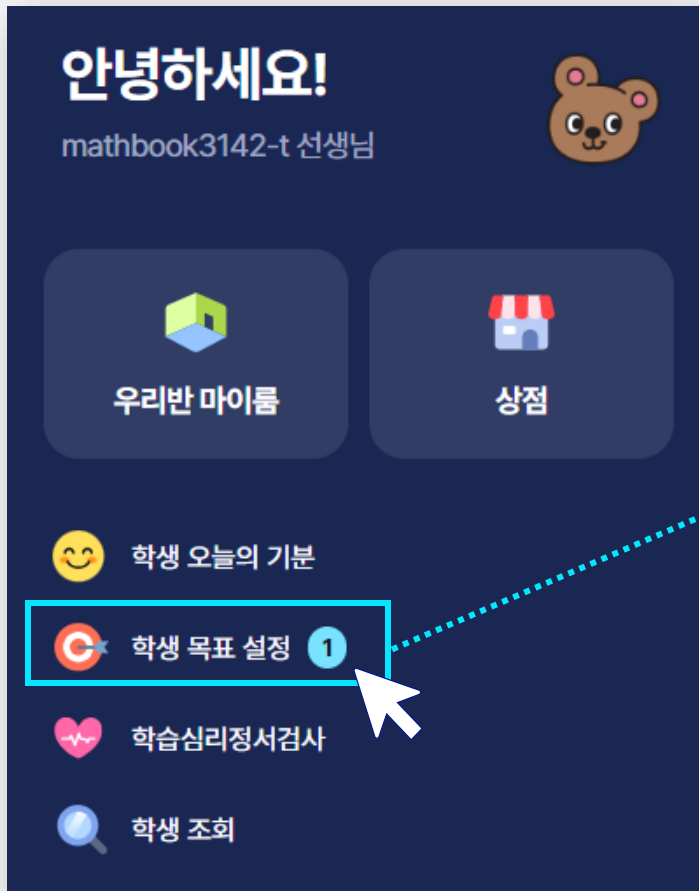 안녕하세요!
mathbook3142-t 선생님
우리반 마이룸
상점
학생 오늘의 기분
학생 목표 설정 1
학습심리정서검사
학생 조회